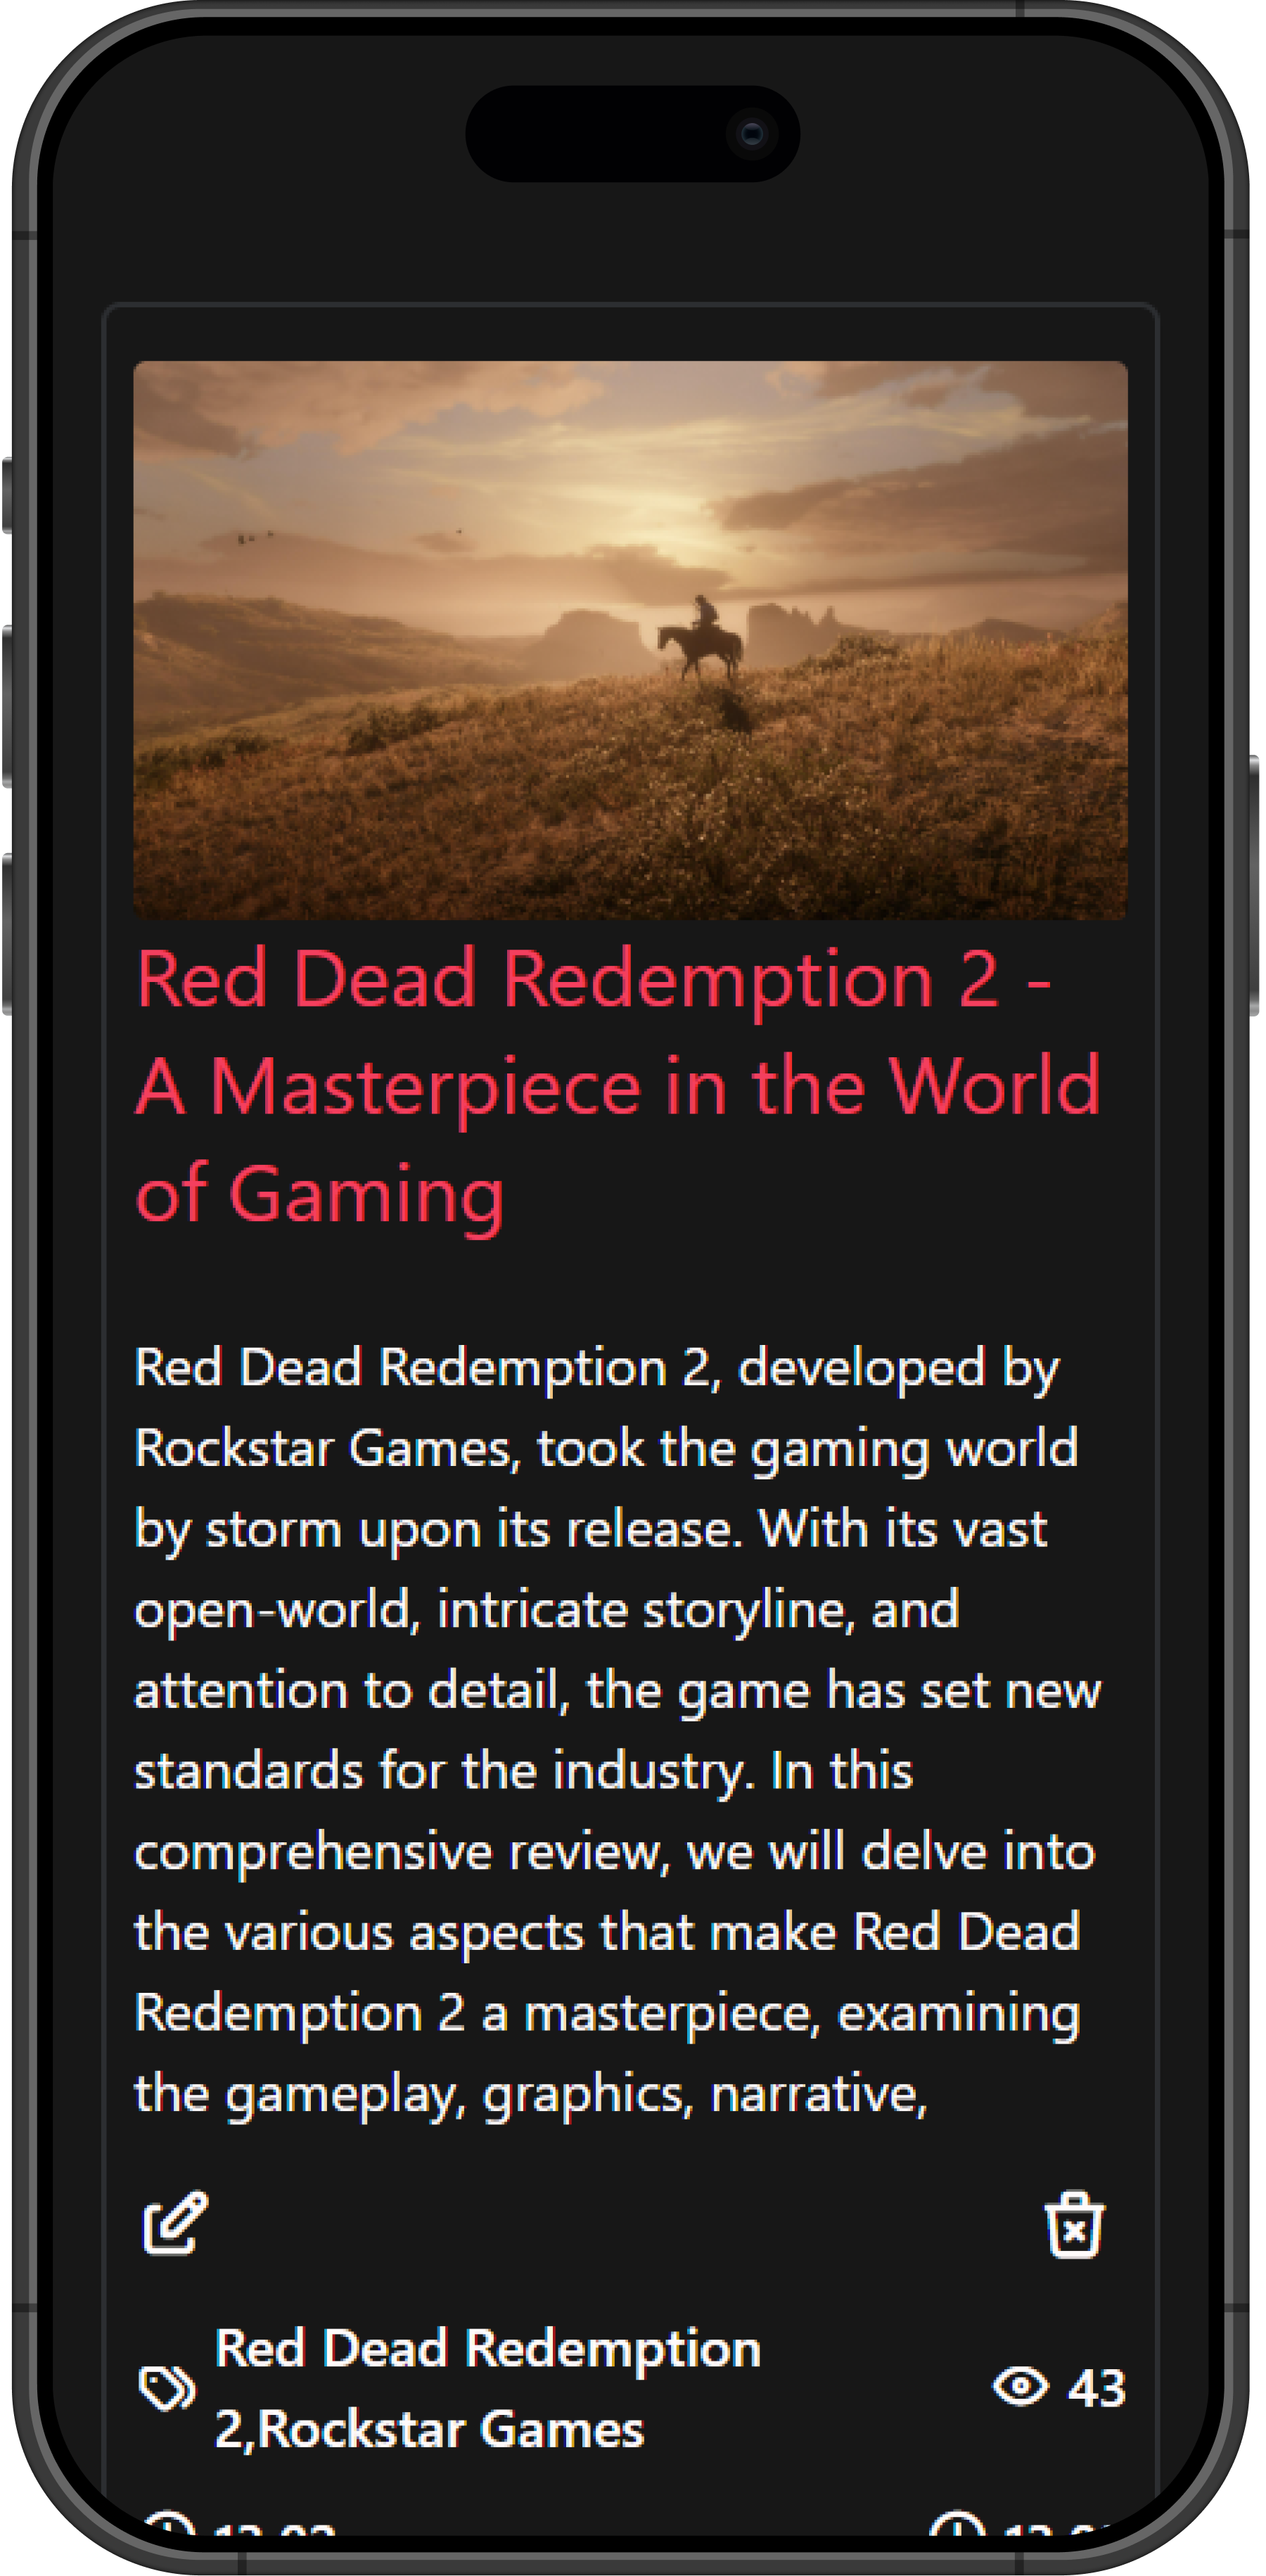 Red Dead Redemption 2 -
A Masterpiece in the World
of Gaming
Red Dead Redemption 2, developed by
Rockstar Games, took the gaming world
by storm upon its release. With its vast
open-world, intricate storyline, and
attention to detail, the game has set new
standards for the industry. In this
comprehensive review, we will delve into
the various aspects that make Red Dead
Redemption 2 a masterpiece, examining
the gameplay, graphics, narrative,
Red Dead Redemption
2,Rockstar Games
43